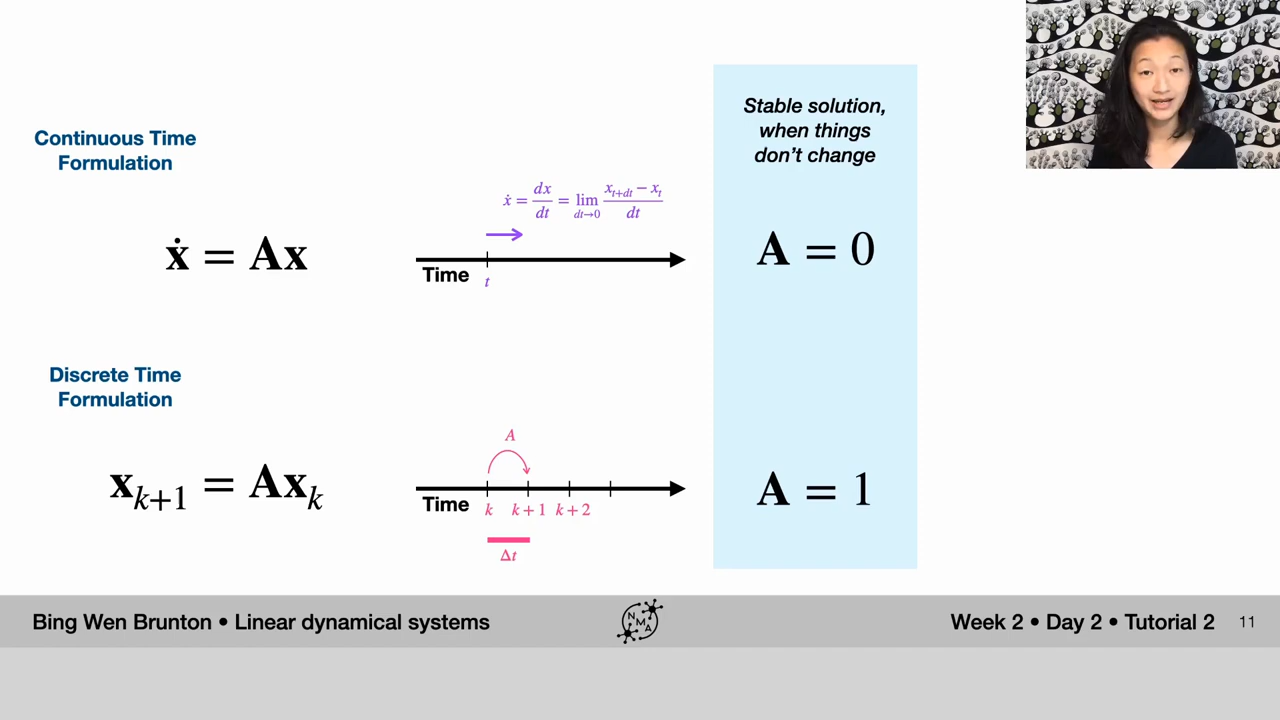 Continuous Time
Formulation
ẋ = Ax
ẋ = dx/dt = lim dt→0 (x_{t+dt} − x_t)/dt
Time
t
Stable solution,
when things
don't change
A = 0
Discrete Time
Formulation
x_{k+1} = Ax_k
A
Time
k k + 1 k + 2
Δt
A = 1
Bing Wen Brunton • Linear dynamical systems
N
M
A
Week 2 • Day 2 • Tutorial 2 11